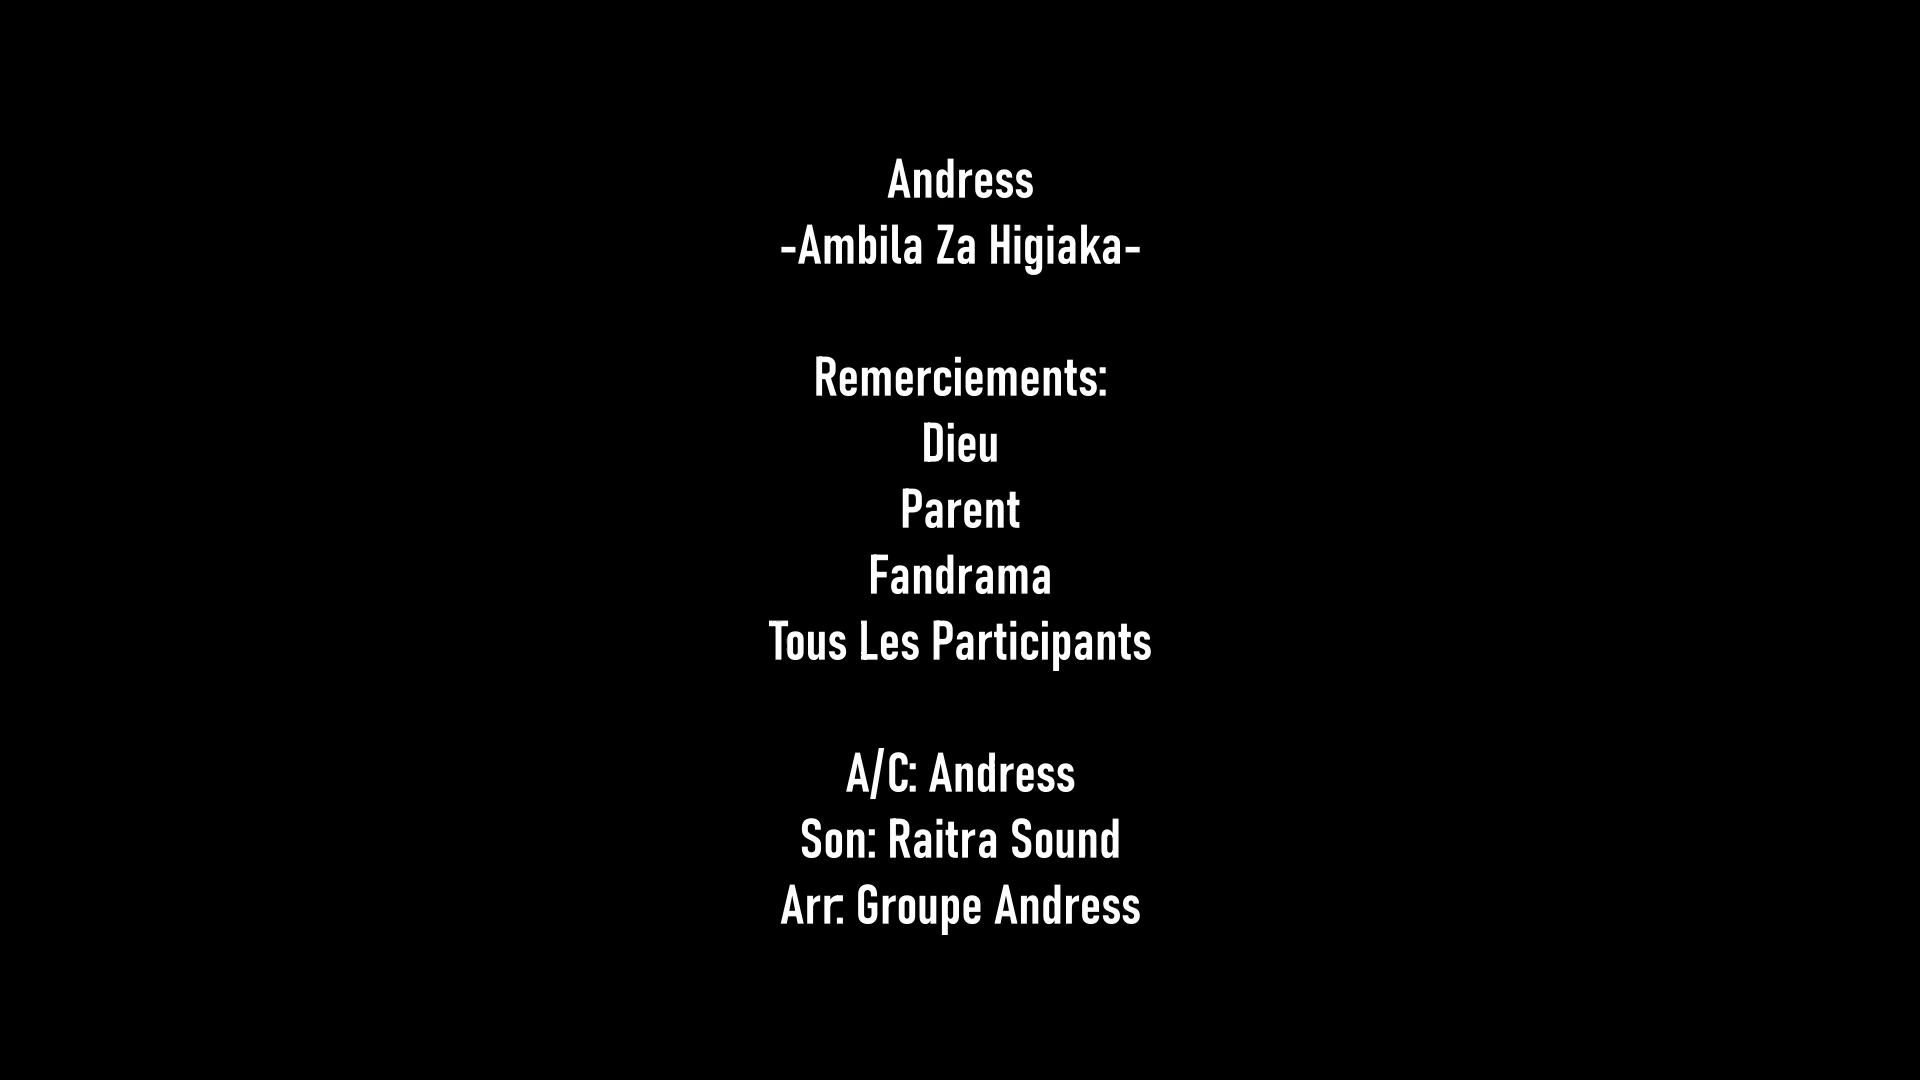 Andress
-Ambila Za Higiaka-
Remerciements:
Dieu
Parent
Fandrama
Tous Les Participants
A/C: Andress
Son: Raitra Sound
Arr: Groupe Andress